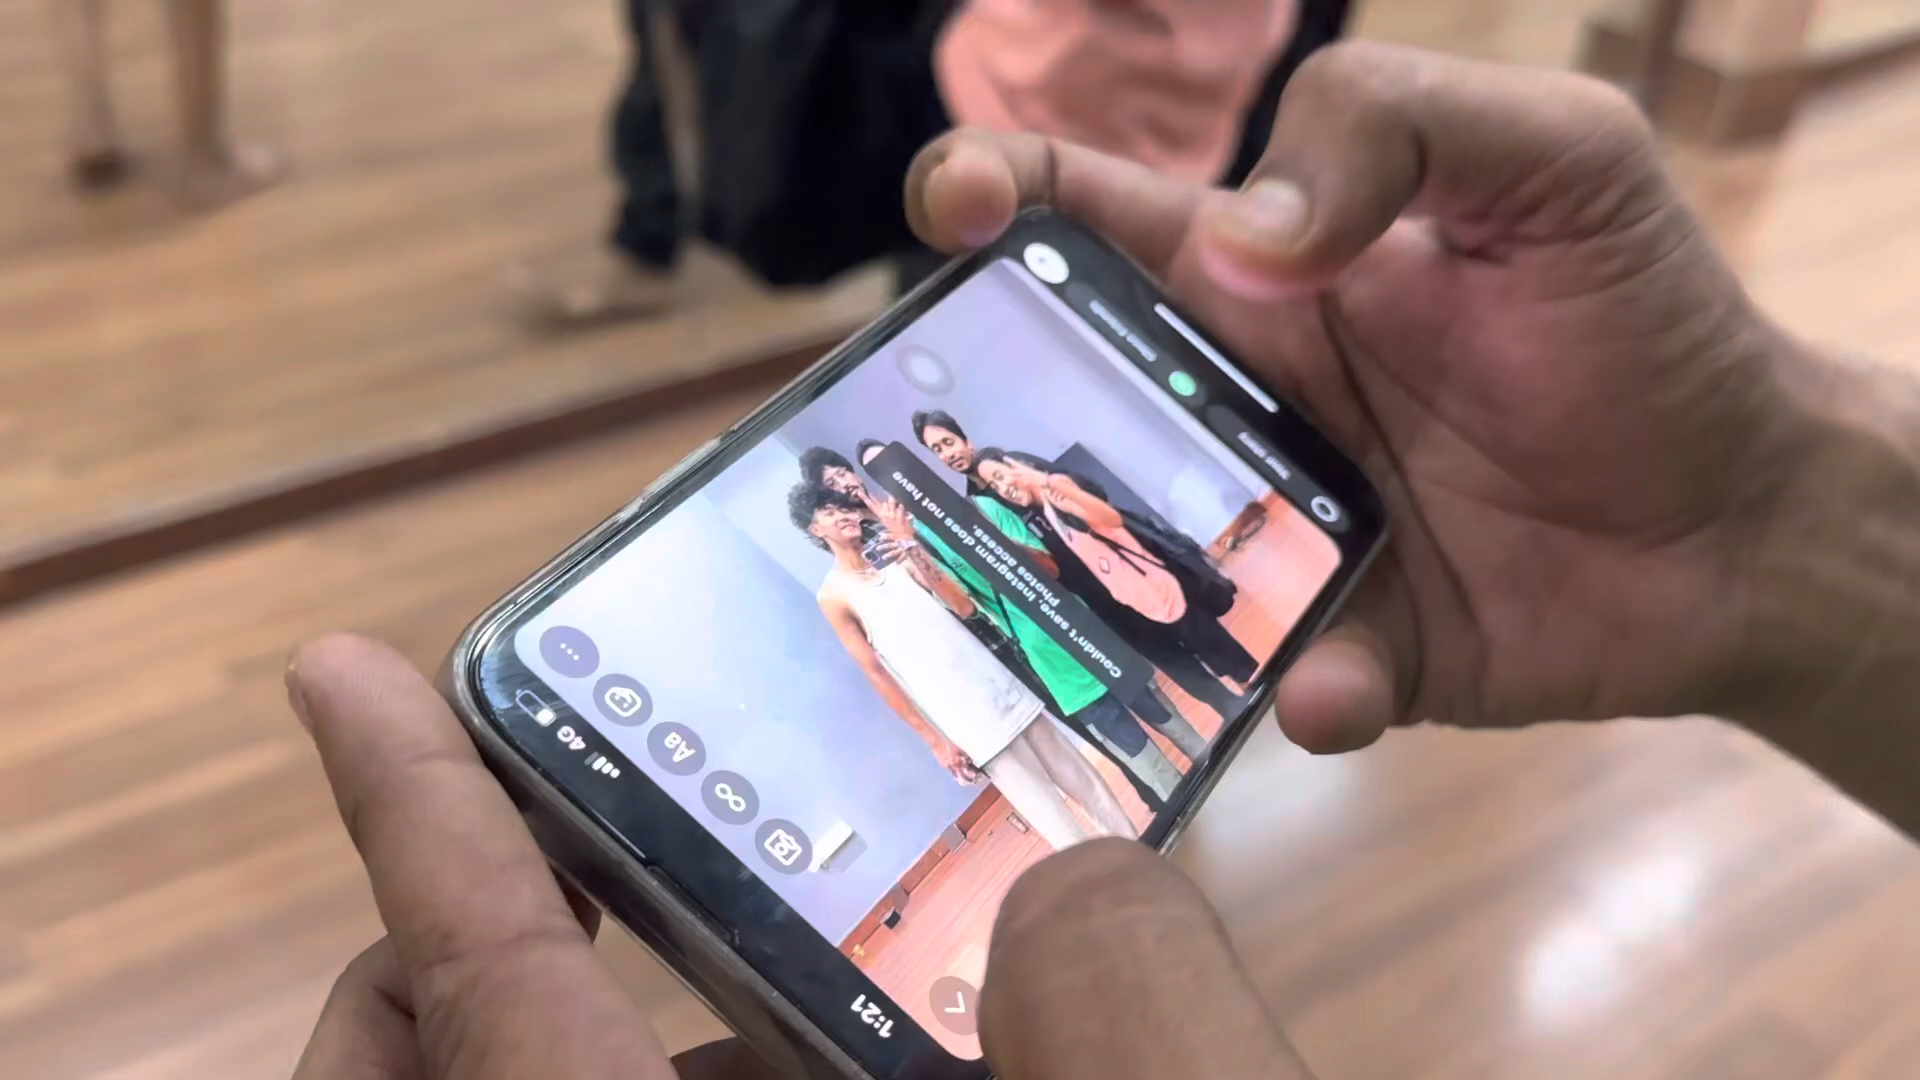 1:21
4G
Aa
Couldn't save. Instagram does not have
Photos access.